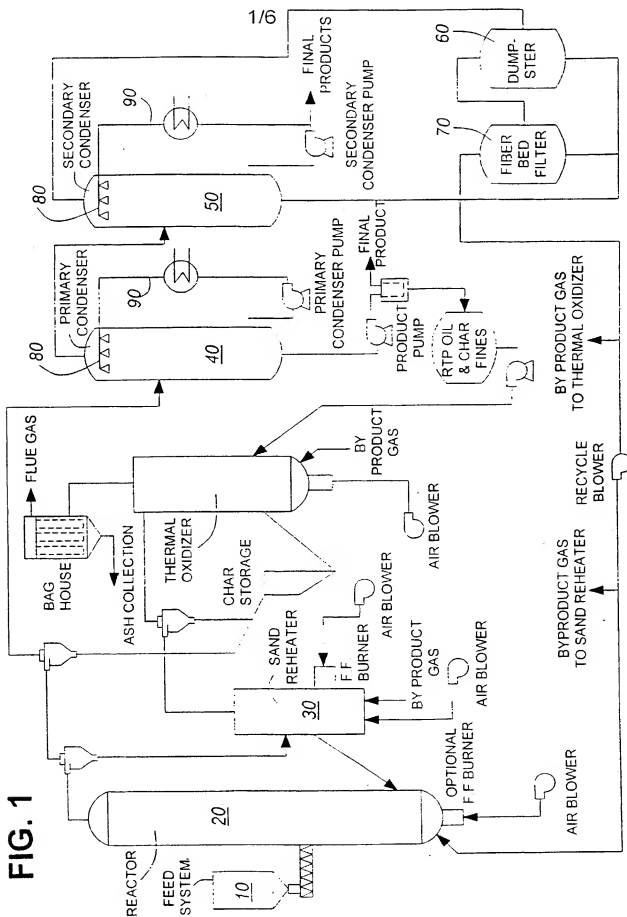 1/6
FIG. 1
REACTOR
FEED
SYSTEM
10
20
30
SAND
REHEATER
F F
BURNER
AIR BLOWER
BY PRODUCT
GAS
AIR BLOWER
OPTIONAL
F F BURNER
AIR BLOWER
BAG
HOUSE
FLUE GAS
ASH COLLECTION
THERMAL
OXIDIZER
CHAR
STORAGE
BY
PRODUCT
GAS
AIR BLOWER
PRIMARY
CONDENSER
80
40
90
PRIMARY
CONDENSER PUMP
SECONDARY
CONDENSER
80
50
90
FINAL
PRODUCTS
SECONDARY
CONDENSER PUMP
FINAL
PRODUCT
PRODUCT
PUMP
RTP OIL
& CHAR
FINES
60
DUMP-
STER
70
FIBER
BED
FILTER
BY PRODUCT GAS
TO THERMAL OXIDIZER
RECYCLE
BLOWER
BYPRODUCT GAS
TO SAND REHEATER